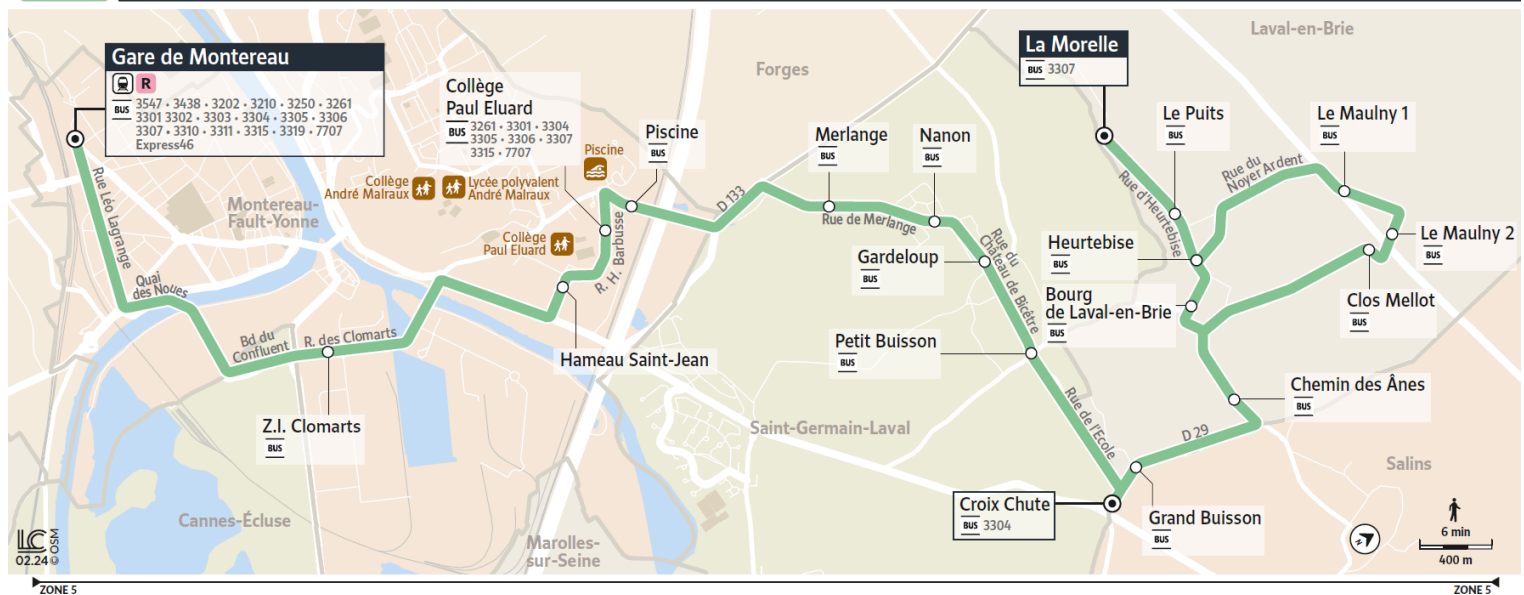 Gare de Montereau
R
BUS 3547 • 3438 • 3202 • 3210 • 3250 • 3261
3301 3302 • 3303 • 3304 • 3305 • 3306
3307 • 3310 • 3311 • 3315 • 3319 • 7707
Express46
Rue Léo Lagrange
Montereau-
Fault-Yonne
Quai
des Noues
Bd du
Confluent
R. des Clomarts
Z.I. Clomarts
BUS
Cannes-Écluse
Collège
André Malraux
Lycée polyvalent
André Malraux
Collège
Paul Eluard
Collège
Paul Eluard
BUS 3261 • 3301 • 3304
3305 • 3306 • 3307
3315 • 7707
Piscine
Piscine
BUS
R. H. Barbusse
Hameau Saint-Jean
Marolles-
sur-Seine
Forges
D 133
Merlange
BUS
Rue de Merlange
Nanon
BUS
Gardeloup
BUS
Rue du
Château de Bicêtre
Petit Buisson
BUS
Saint-Germain-Laval
Rue de l'Ecole
Croix Chute
BUS 3304
Grand Buisson
BUS
D 29
Chemin des Ânes
BUS
Salins
La Morelle
BUS 3307
Laval-en-Brie
Le Puits
BUS
Rue d'Heurtebise
Heurtebise
BUS
Bourg
de Laval-en-Brie
BUS
Rue du
Noyer Ardent
Le Maulny 1
BUS
Le Maulny 2
BUS
Clos Mellot
BUS
N
6 min
400 m
LC
02.24 © OSM
ZONE 5
ZONE 5